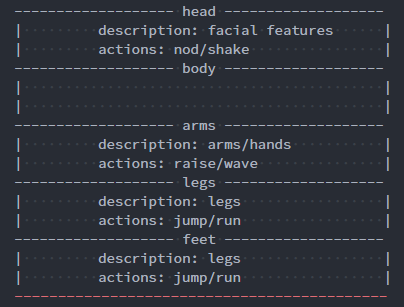 ------------------- head -------------------
| description: facial features |
| actions: nod/shake |
------------------- body -------------------
| |
| |
------------------- arms -------------------
| description: arms/hands |
| actions: raise/wave |
------------------- legs -------------------
| description: legs |
| actions: jump/run |
------------------- feet -------------------
| description: legs |
| actions: jump/run |
--------------------------------------------